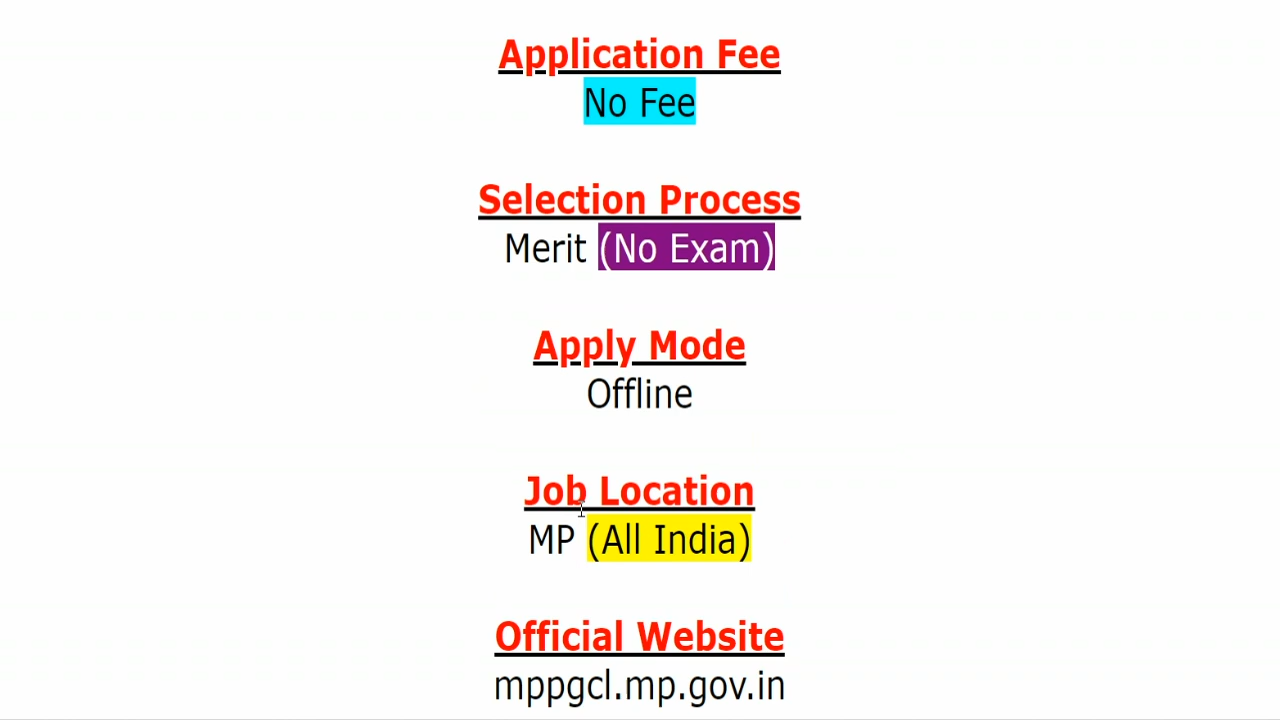 Application Fee
No Fee
Selection Process
Merit (No Exam)
Apply Mode
Offline
Job Location
MP (All India)
Official Website
mppgcl.mp.gov.in